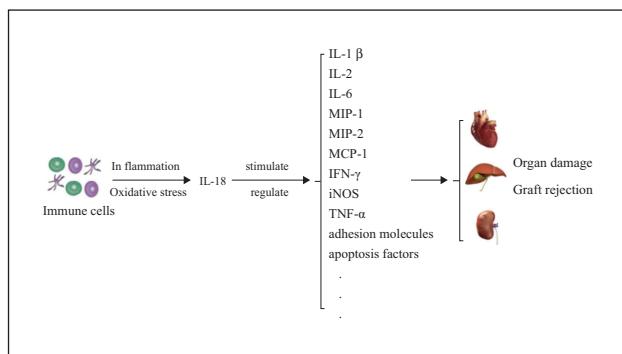 Immune cells
In flammation
Oxidative stress
IL-18
stimulate
regulate
IL-1 β
IL-2
IL-6
MIP-1
MIP-2
MCP-1
IFN-γ
iNOS
TNF-α
adhesion molecules
apoptosis factors
.
.
.
Organ damage
Graft rejection